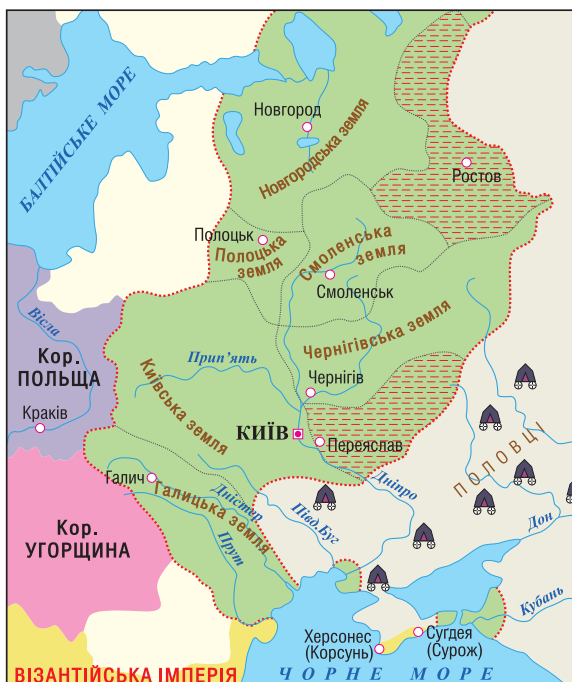 Новгород
БАЛТІЙСЬКЕ МОРЕ
Новгородська земля
Ростов
Полоцьк
Полоцька
земля
Смоленська
земля
Смоленськ
Вісла
Чернігівська земля
Кор.
ПОЛЬЩА
Прип’ять
Чернігів
Краків
Київська земля
КИЇВ
Переяслав
ПОЛОВЦІ
Галич
Галицька земля
Дністер
Дніпро
Півд.Буг
Прут
Дон
Кор.
УГОРЩИНА
Кубань
Херсонес
(Корсунь)
Сугдея
(Сурож)
ВІЗАНТІЙСЬКА ІМПЕРІЯ
ЧОРНЕ МОРЕ